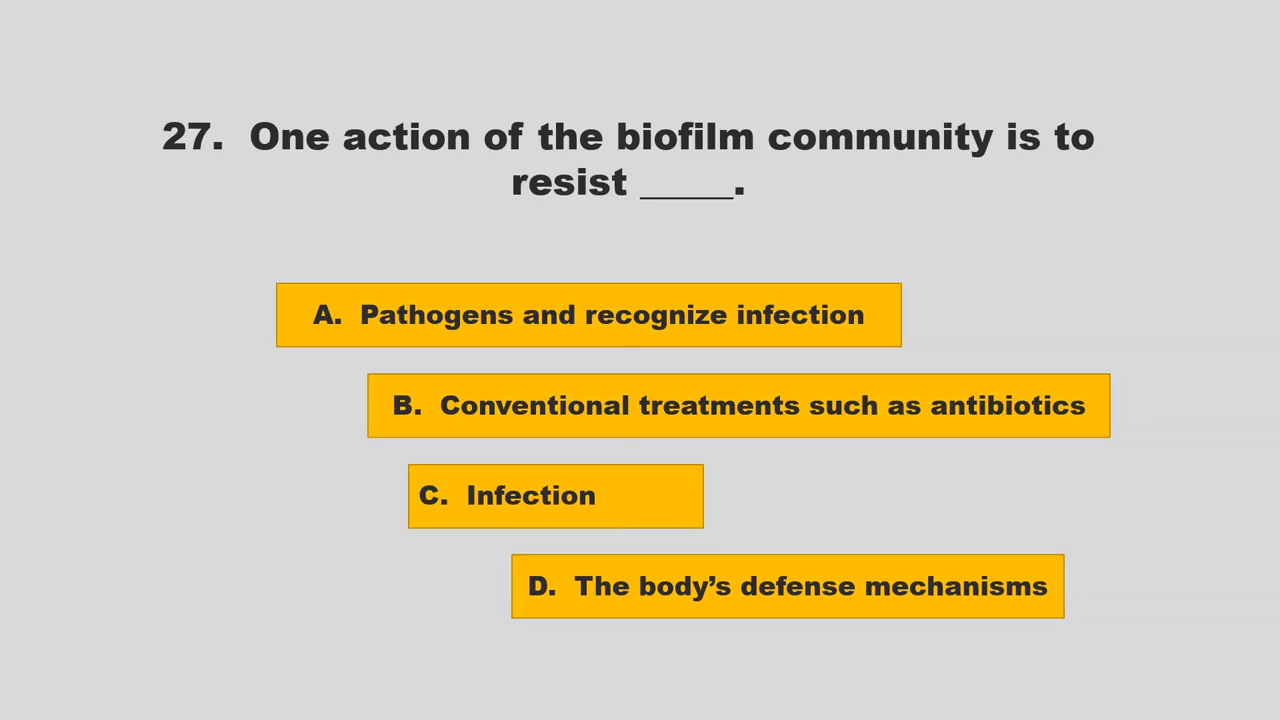 27.  One action of the biofilm community is to
resist _____.
A.  Pathogens and recognize infection
B.  Conventional treatments such as antibiotics
C.  Infection
D.  The body’s defense mechanisms